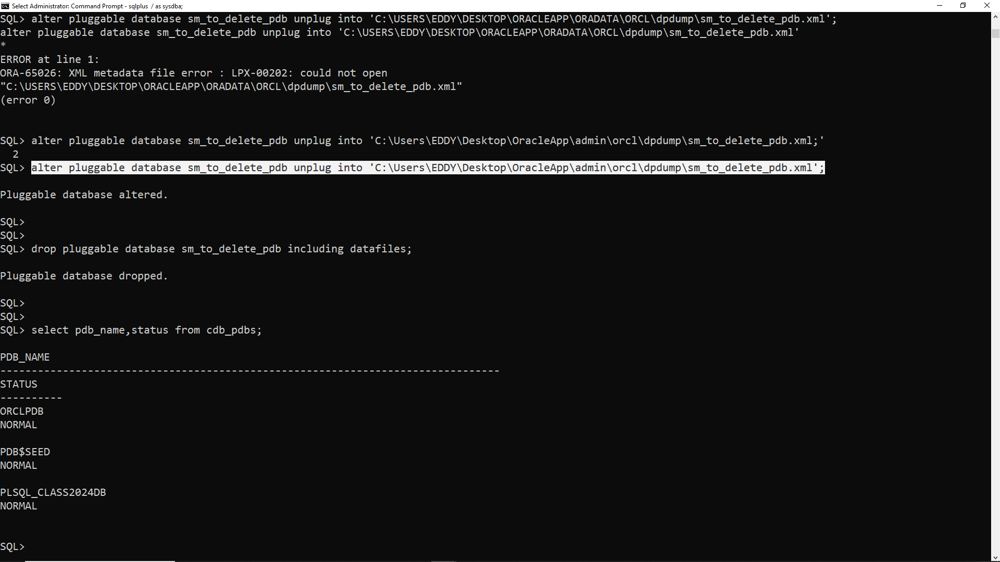 Select Administrator: Command Prompt - sqlplus  / as sysdba;
SQL> alter pluggable database sm_to_delete_pdb unplug into 'C:\USERS\EDDY\DESKTOP\ORACLEAPP\ORADATA\ORCL\dpdump\sm_to_delete_pdb.xml';
alter pluggable database sm_to_delete_pdb unplug into 'C:\USERS\EDDY\DESKTOP\ORACLEAPP\ORADATA\ORCL\dpdump\sm_to_delete_pdb.xml'
*
ERROR at line 1:
ORA-65026: XML metadata file error : LPX-00202: could not open
"C:\USERS\EDDY\DESKTOP\ORACLEAPP\ORADATA\ORCL\dpdump\sm_to_delete_pdb.xml"
(error 0)
SQL> alter pluggable database sm_to_delete_pdb unplug into 'C:\Users\EDDY\Desktop\OracleApp\admin\orcl\dpdump\sm_to_delete_pdb.xml;'
  2
SQL> alter pluggable database sm_to_delete_pdb unplug into 'C:\Users\EDDY\Desktop\OracleApp\admin\orcl\dpdump\sm_to_delete_pdb.xml';
Pluggable database altered.
SQL>
SQL>
SQL> drop pluggable database sm_to_delete_pdb including datafiles;
Pluggable database dropped.
SQL>
SQL>
SQL> select pdb_name,status from cdb_pdbs;
PDB_NAME
--------------------------------------------------------------------------------
STATUS
----------
ORCLPDB
NORMAL
PDB$SEED
NORMAL
PLSQL_CLASS2024DB
NORMAL
SQL>